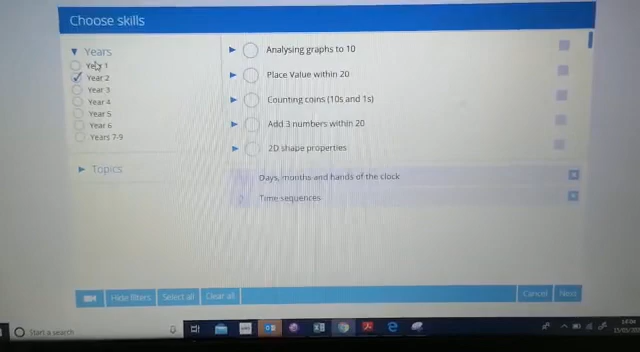 Choose skills
Years
Year 1
Year 2
Year 3
Year 4
Year 5
Year 6
Years 7-9
Topics
Analysing graphs to 10
Place Value within 20
Counting coins (10s and 1s)
Add 3 numbers within 20
2D shape properties
Days, months and hands of the clock
Time sequences
Hide filters
Select all
Clear all
Cancel
Next
Start a search